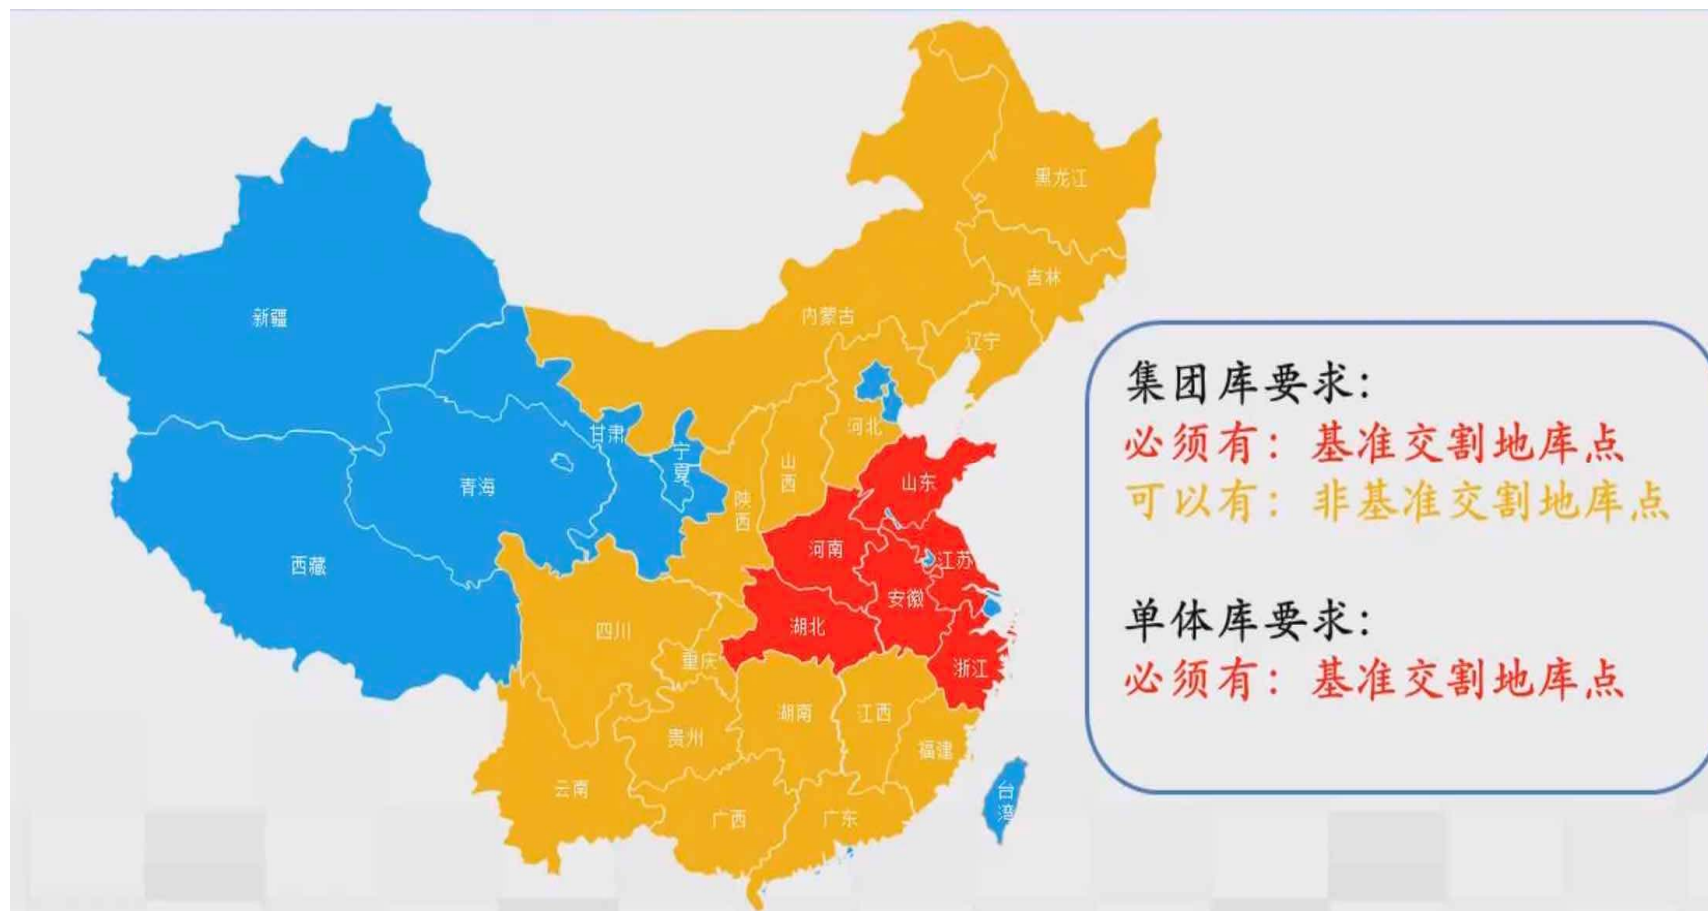 黑龙江
吉林
辽宁
内蒙古
新疆
甘肃
宁夏
河北
山西
陕西
山东
青海
河南
江苏
西藏
安徽
湖北
四川
重庆
浙江
湖南
江西
贵州
福建
云南
广西
广东
台湾
集团库要求：
必须有：基准交割地库点
可以有：非基准交割地库点
单体库要求：
必须有：基准交割地库点